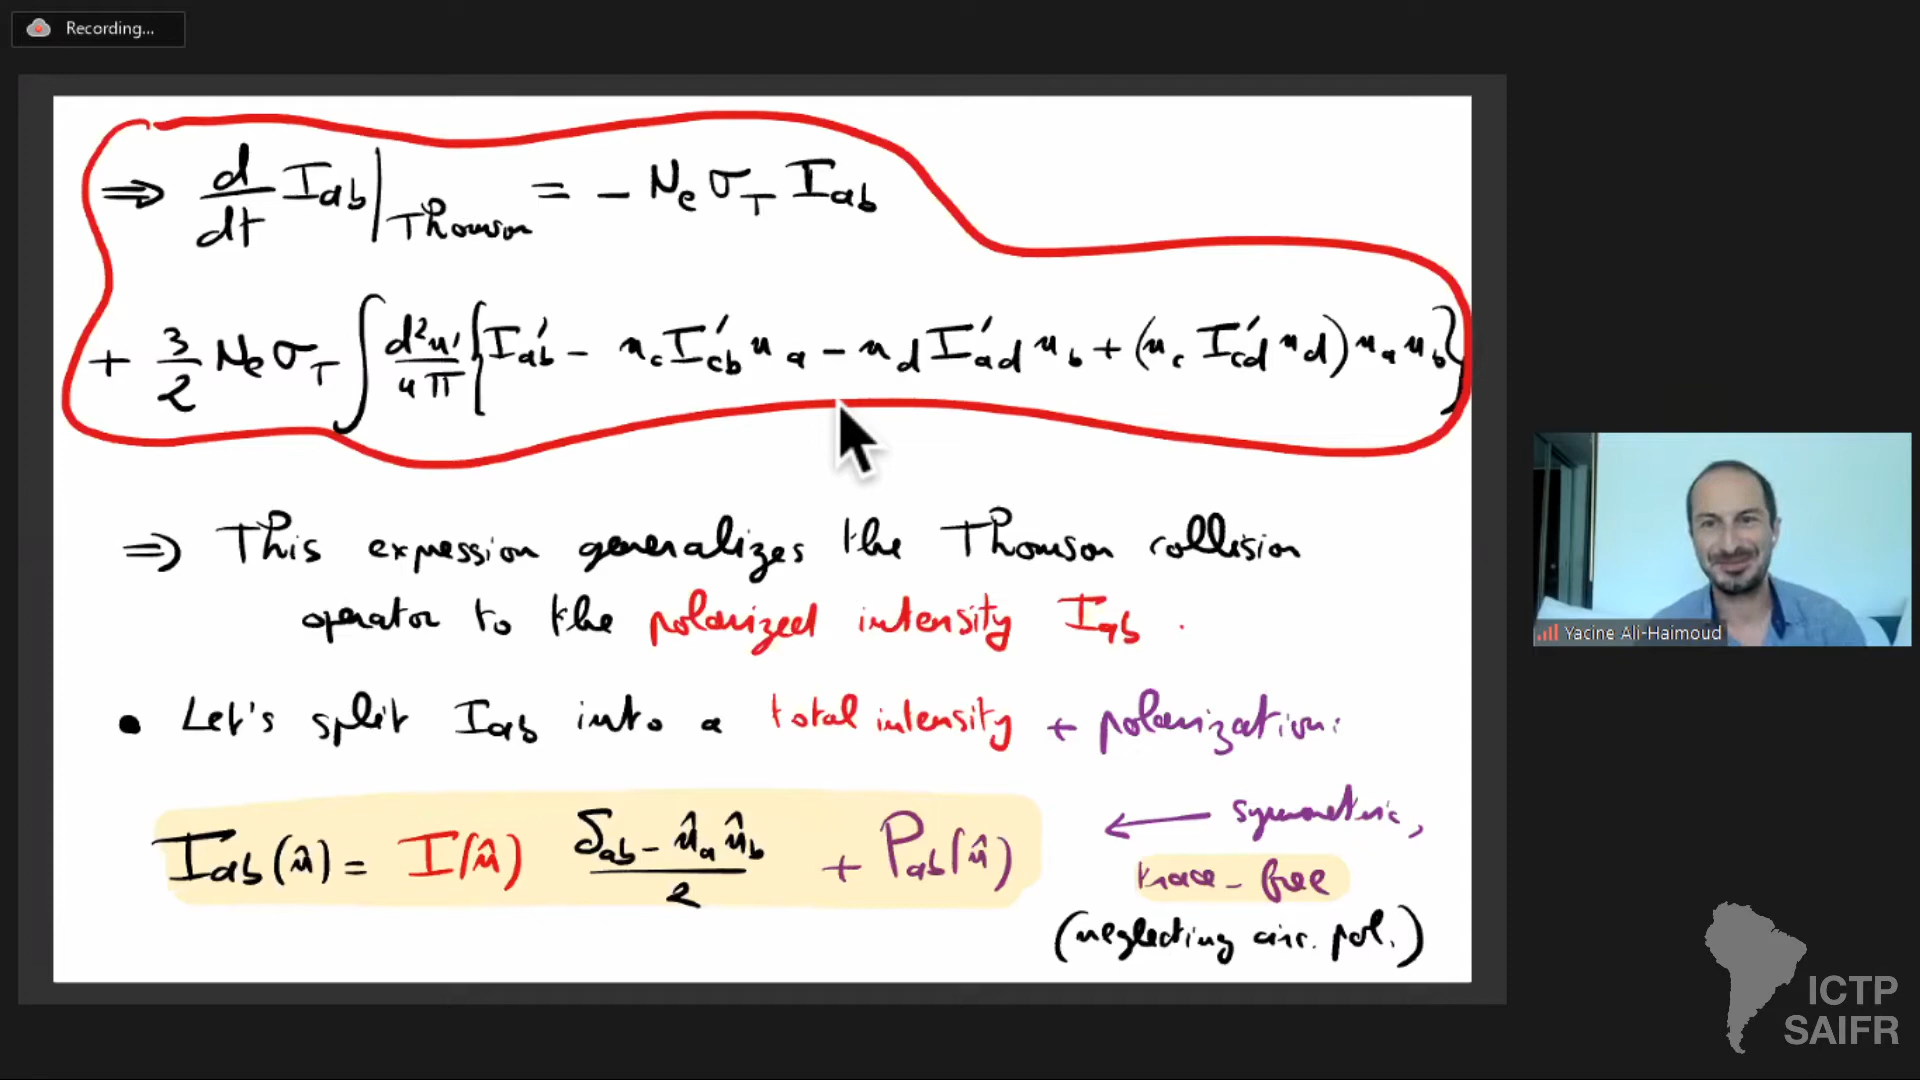 Recording...
⇒ d/dt I_ab |_Thomson = - N_e σ_T I_ab
+ 3/2 N_e σ_T ∫ d²n'/4π { I'_ab - n_c I'_cb n_a - n_d I'_ad n_b + (n_c I'_cd n_d) n_a n_b }
⇒ This expression generalizes the Thomson collision
operator to the polarized intensity I_ab.
• Let's split I_ab into a total intensity + polarization:
I_ab(n̂) = I(n̂) (δ_ab - n̂_a n̂_b)/2 + P_ab(n̂) ← symmetric,
trace-free
(neglecting circ. pol.)
Yacine Ali-Haimoud
ICTP
SAIFR